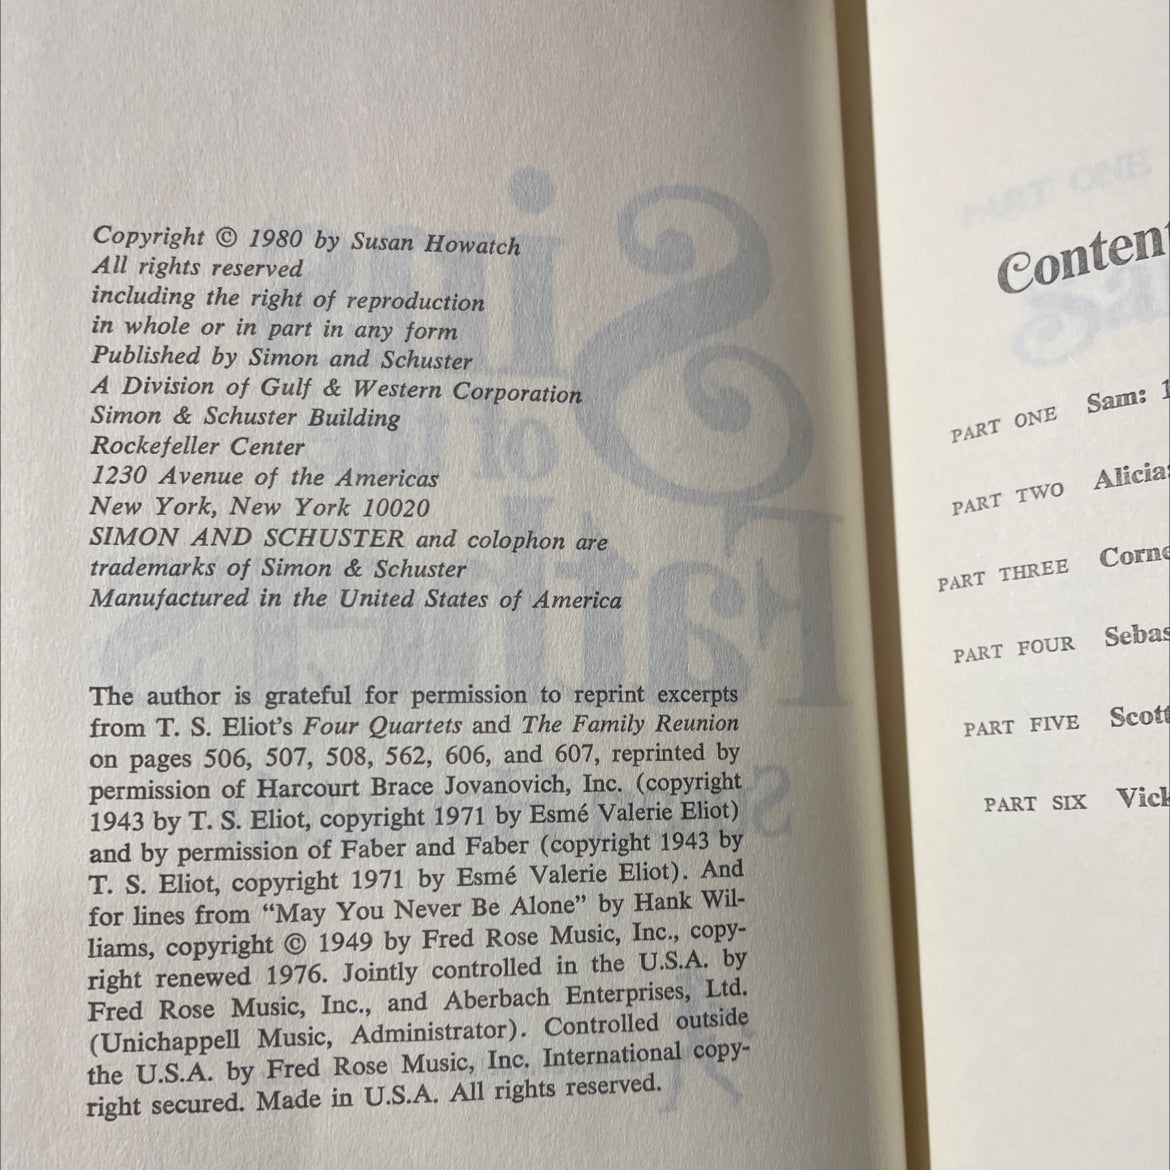 Copyright © 1980 by Susan Howatch
All rights reserved
including the right of reproduction
in whole or in part in any form
Published by Simon and Schuster
A Division of Gulf & Western Corporation
Simon & Schuster Building
Rockefeller Center
1230 Avenue of the Americas
New York, New York 10020
SIMON AND SCHUSTER and colophon are
trademarks of Simon & Schuster
Manufactured in the United States of America
The author is grateful for permission to reprint excerpts
from T. S. Eliot's Four Quartets and The Family Reunion
on pages 506, 507, 508, 562, 606, and 607, reprinted by
permission of Harcourt Brace Jovanovich, Inc. (copyright
1943 by T. S. Eliot, copyright 1971 by Esmé Valerie Eliot)
and by permission of Faber and Faber (copyright 1943 by
T. S. Eliot, copyright 1971 by Esmé Valerie Eliot). And
for lines from “May You Never Be Alone” by Hank Wil-
liams, copyright © 1949 by Fred Rose Music, Inc., copy-
right renewed 1976. Jointly controlled in the U.S.A. by
Fred Rose Music, Inc., and Aberbach Enterprises, Ltd.
(Unichappell Music, Administrator). Controlled outside
the U.S.A. by Fred Rose Music, Inc. International copy-
right secured. Made in U.S.A. All rights reserved.
Conten
PART ONE Sam: 1
PART TWO Alicia:
PART THREE Corne
PART FOUR Sebas
PART FIVE Scott
PART SIX Vick